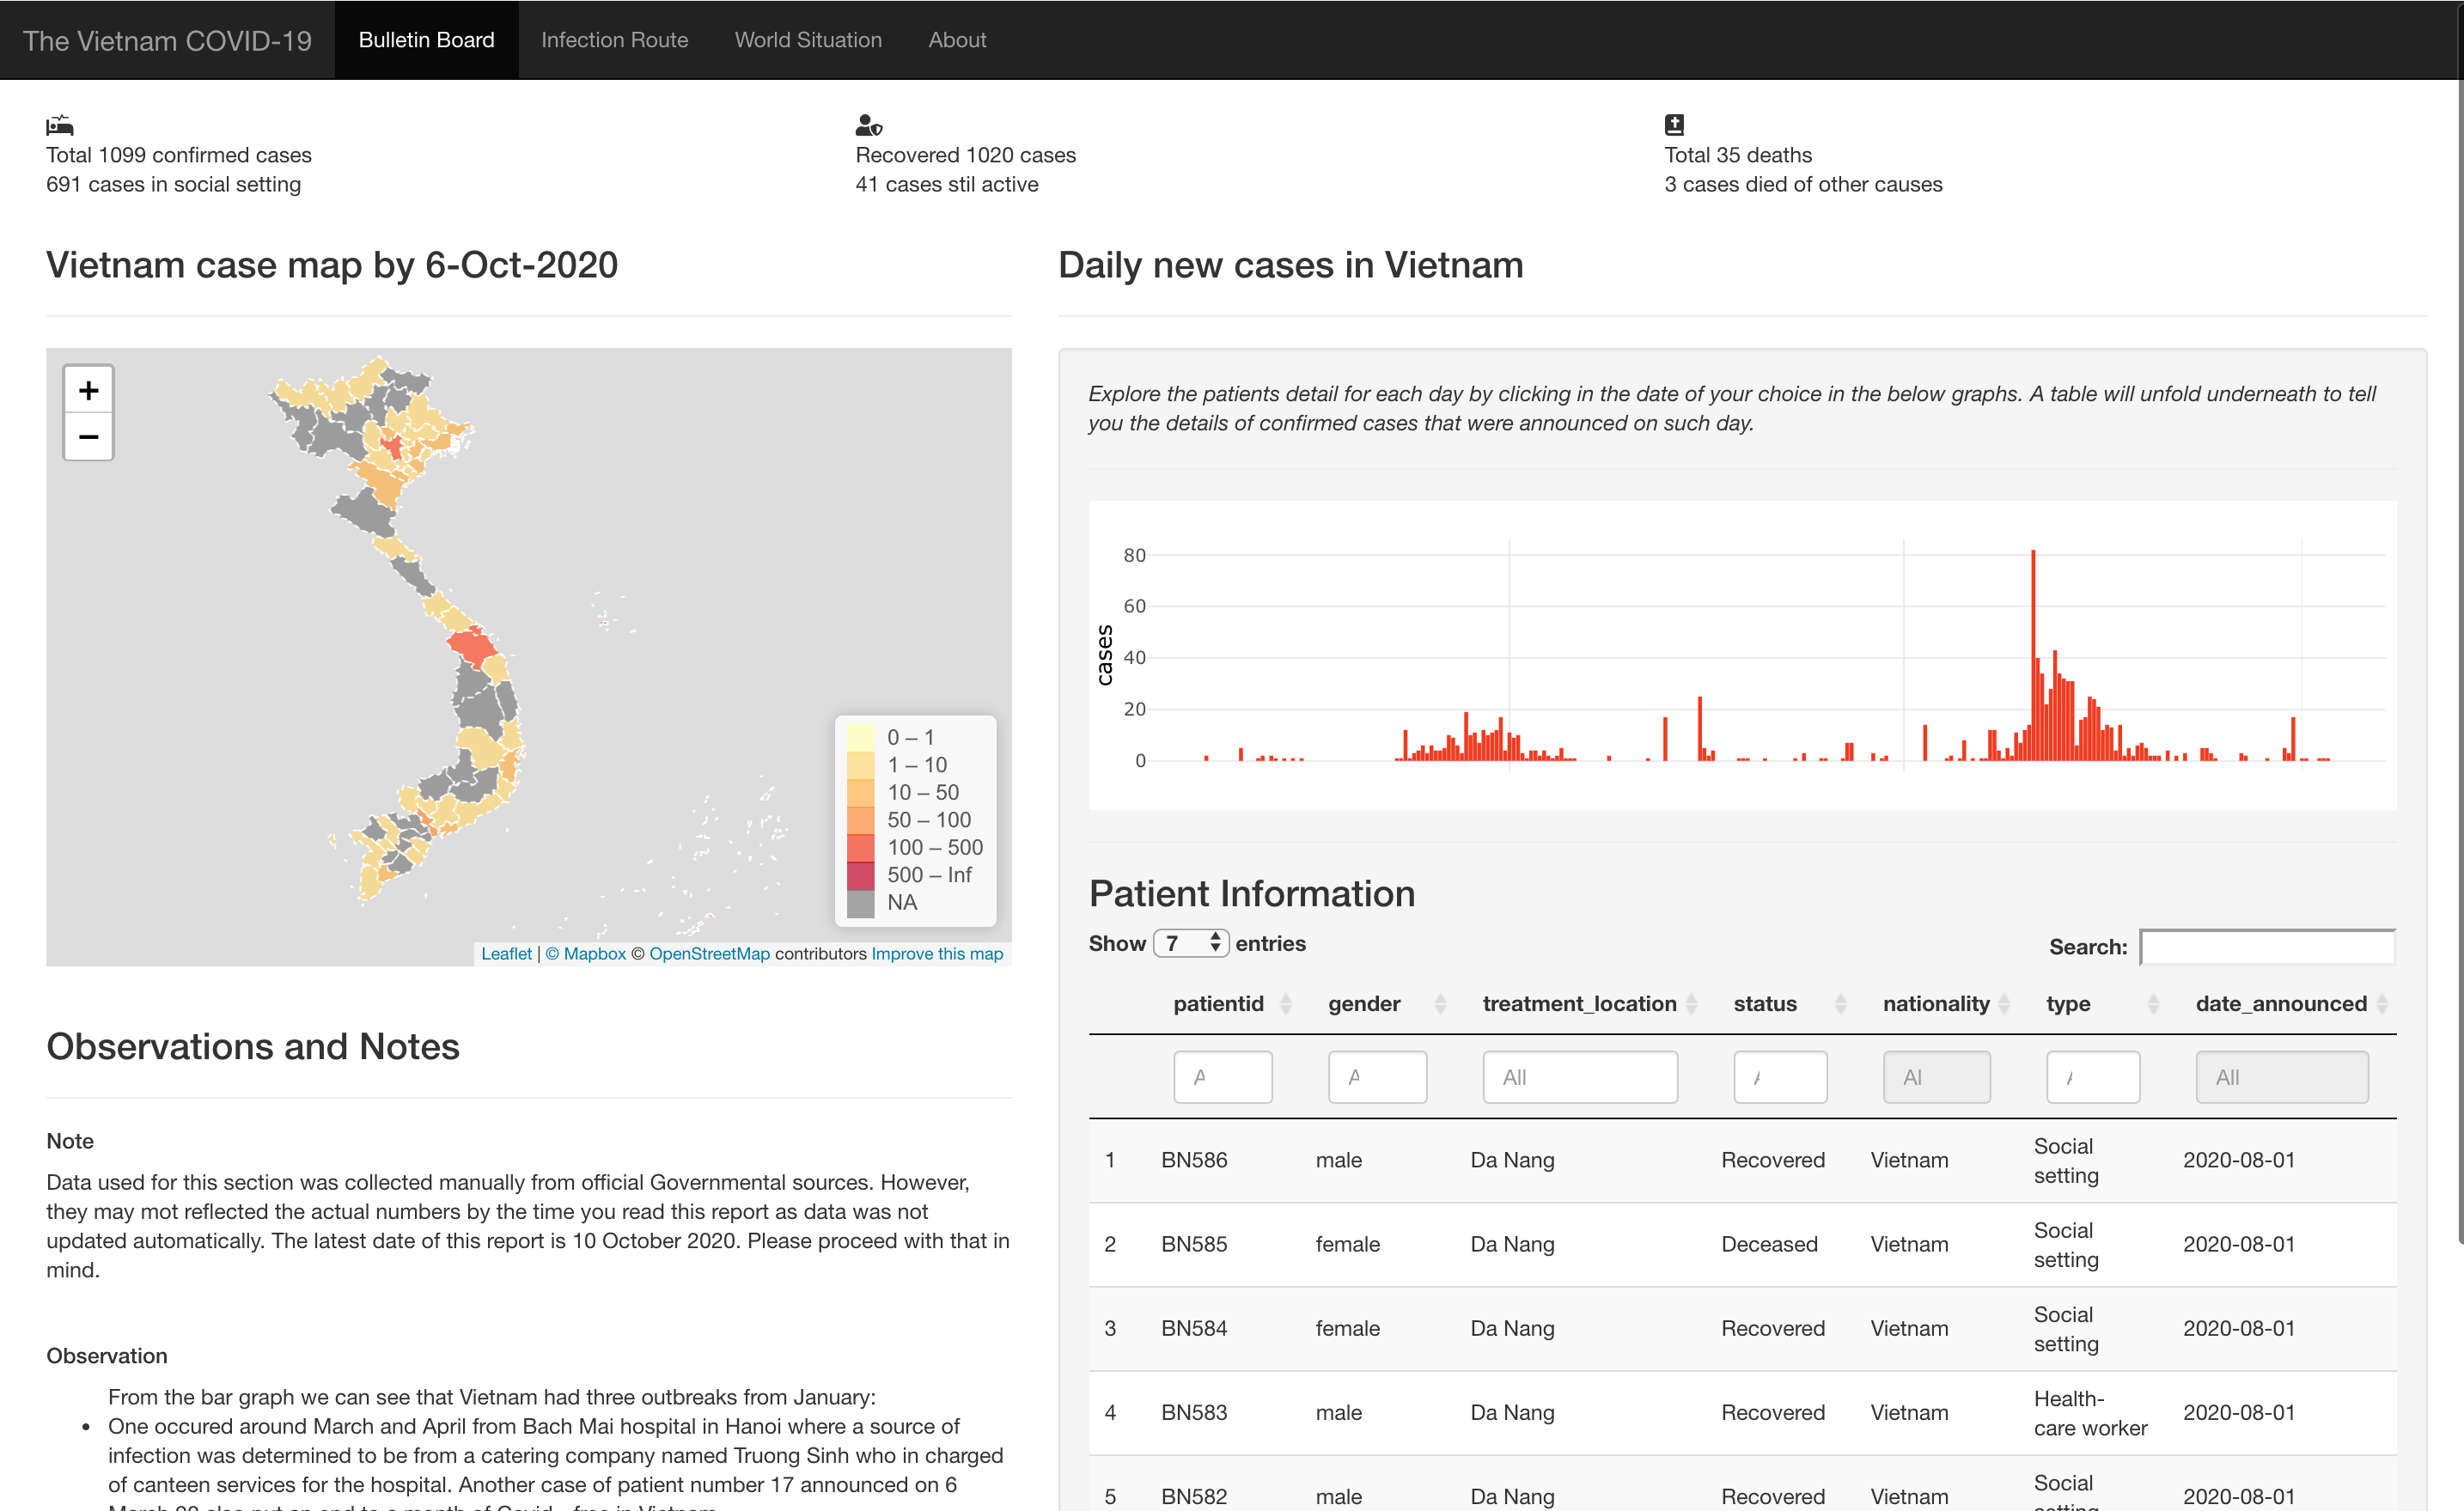 The Vietnam COVID-19 Bulletin Board Infection Route World Situation About
Total 1099 confirmed cases
691 cases in social setting
Recovered 1020 cases
41 cases stil active
Total 35 deaths
3 cases died of other causes
Vietnam case map by 6-Oct-2020
+
−
0 – 1
1 – 10
10 – 50
50 – 100
100 – 500
500 – Inf
NA
Leaflet | © Mapbox © OpenStreetMap contributors Improve this map
Observations and Notes
Note
Data used for this section was collected manually from official Governmental sources. However,
they may mot reflected the actual numbers by the time you read this report as data was not
updated automatically. The latest date of this report is 10 October 2020. Please proceed with that in
mind.
Observation
From the bar graph we can see that Vietnam had three outbreaks from January:
• One occured around March and April from Bach Mai hospital in Hanoi where a source of
infection was determined to be from a catering company named Truong Sinh who in charged
of canteen services for the hospital. Another case of patient number 17 announced on 6
Daily new cases in Vietnam
Explore the patients detail for each day by clicking in the date of your choice in the below graphs. A table will unfold underneath to tell
you the details of confirmed cases that were announced on such day.
cases
80
60
40
20
0
Patient Information
Show 7 entries
Search:
patientid gender treatment_location status nationality type date_announced
A A All A Al A All
1 BN586 male Da Nang Recovered Vietnam Social setting 2020-08-01
2 BN585 female Da Nang Deceased Vietnam Social setting 2020-08-01
3 BN584 female Da Nang Recovered Vietnam Social setting 2020-08-01
4 BN583 male Da Nang Recovered Vietnam Health-care worker 2020-08-01
5 BN582 male Da Nang Recovered Vietnam Social 2020-08-01